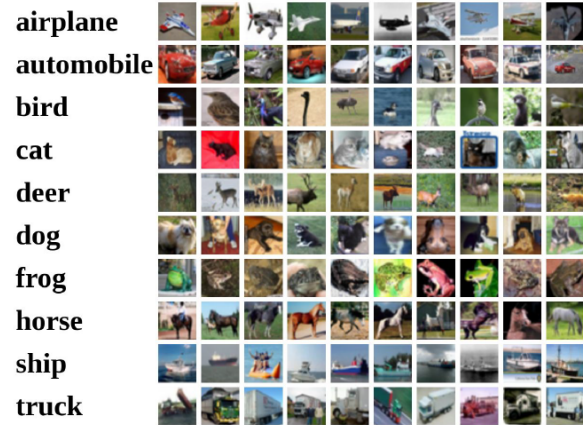 airplane
automobile
bird
cat
deer
dog
frog
horse
ship
truck